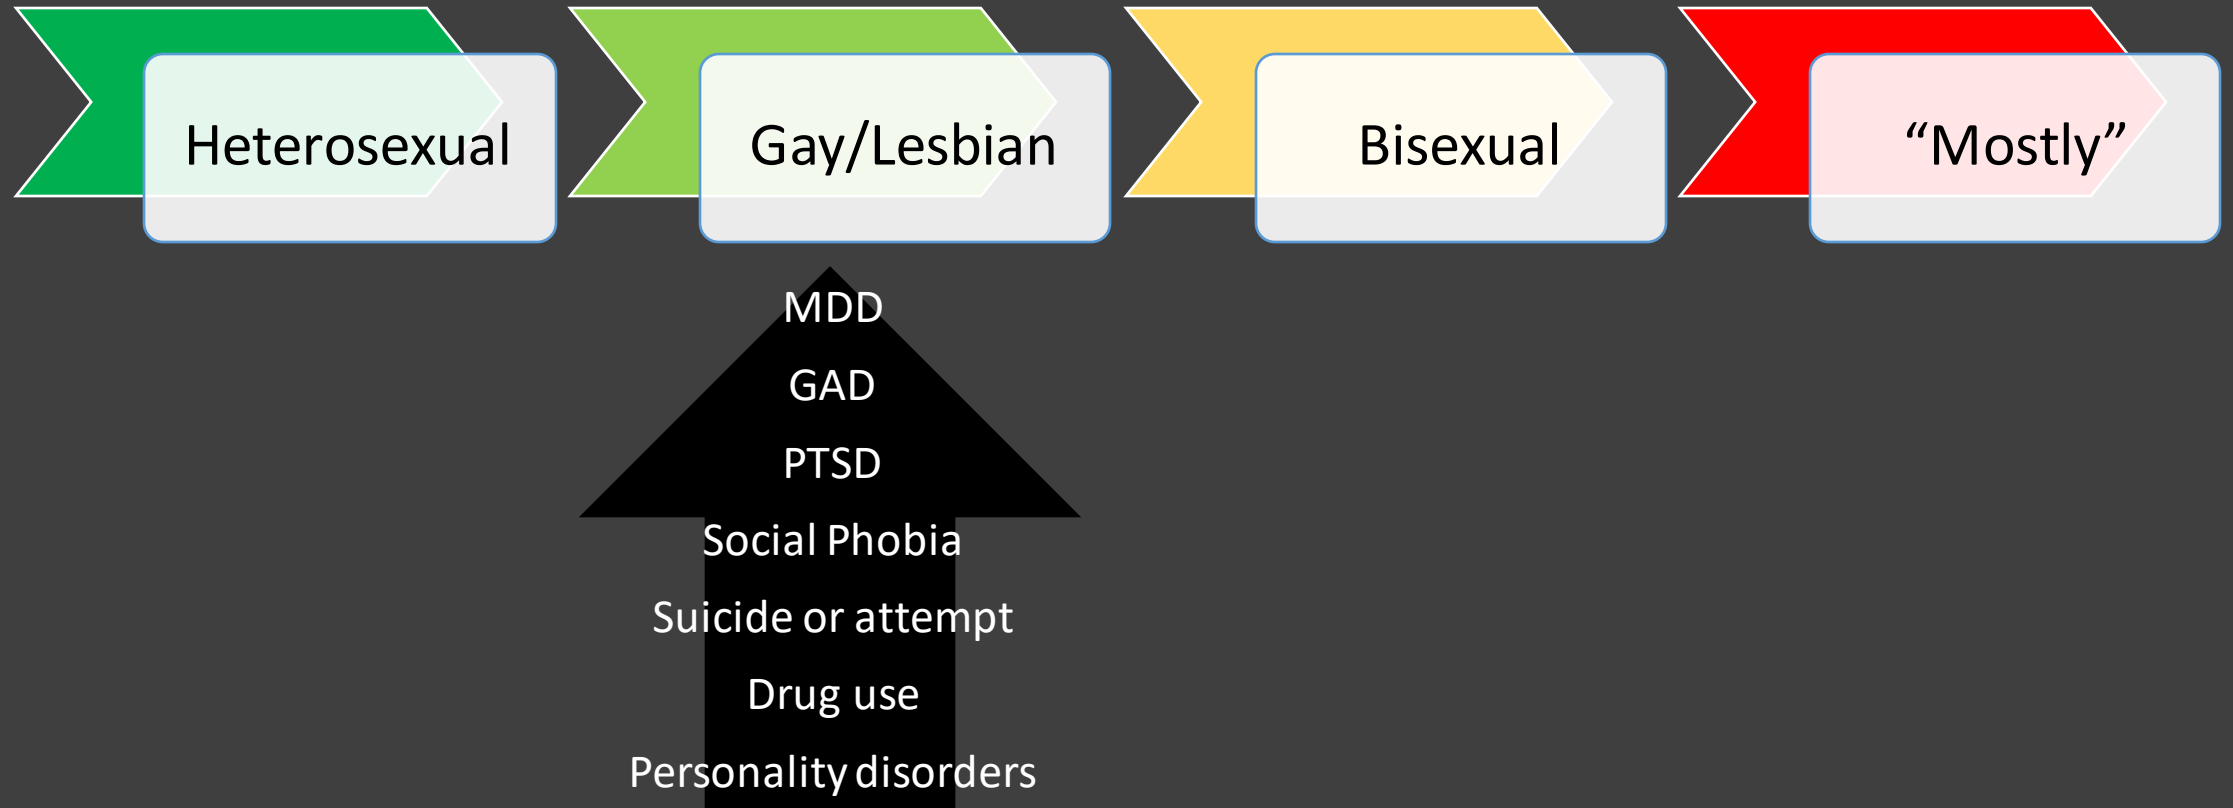 Heterosexual
Gay/Lesbian
Bisexual
“Mostly”
MDD
GAD
PTSD
Social Phobia
Suicide or attempt
Drug use
Personality disorders